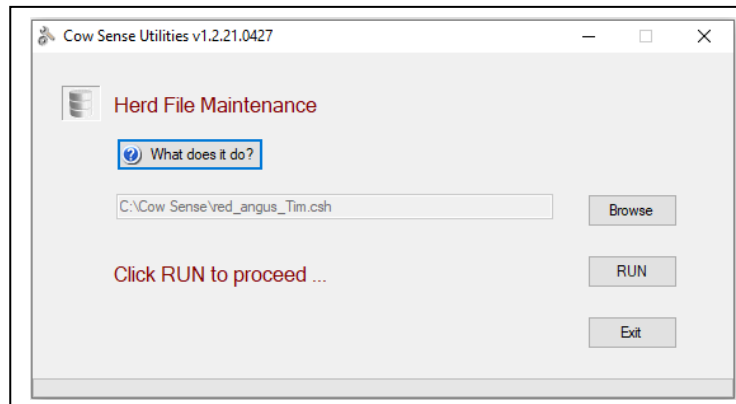 Cow Sense Utilities v1.2.21.0427
Herd File Maintenance
What does it do?
C:\Cow Sense\red_angus_Tim.csh
Browse
Click RUN to proceed ...
RUN
Exit